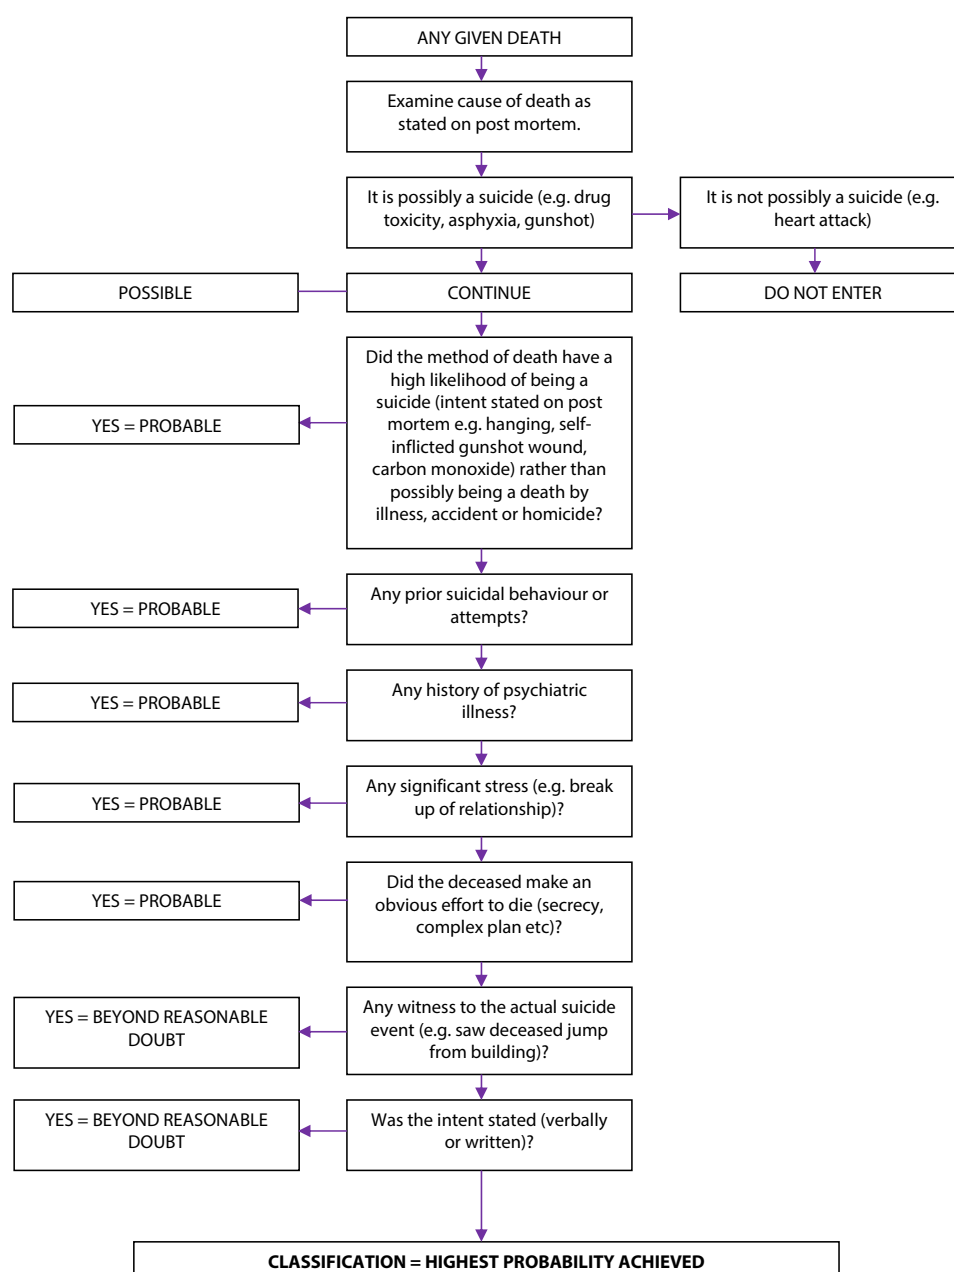 ANY GIVEN DEATH
Examine cause of death as
stated on post mortem.
It is possibly a suicide (e.g. drug
toxicity, asphyxia, gunshot)
It is not possibly a suicide (e.g.
heart attack)
POSSIBLE
CONTINUE
DO NOT ENTER
Did the method of death have a
high likelihood of being a
suicide (intent stated on post
mortem e.g. hanging, self-
inflicted gunshot wound,
carbon monoxide) rather than
possibly being a death by
illness, accident or homicide?
YES = PROBABLE
Any prior suicidal behaviour or
attempts?
YES = PROBABLE
Any history of psychiatric
illness?
YES = PROBABLE
Any significant stress (e.g. break
up of relationship)?
YES = PROBABLE
Did the deceased make an
obvious effort to die (secrecy,
complex plan etc)?
YES = PROBABLE
Any witness to the actual suicide
event (e.g. saw deceased jump
from building)?
YES = BEYOND REASONABLE
DOUBT
Was the intent stated (verbally
or written)?
YES = BEYOND REASONABLE
DOUBT
CLASSIFICATION = HIGHEST PROBABILITY ACHIEVED